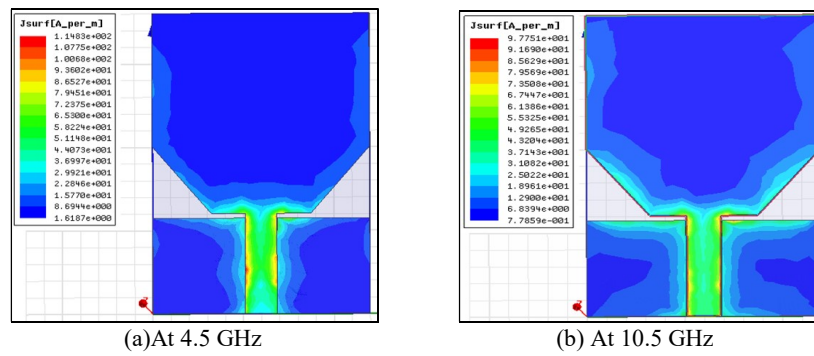 Jsurf[A_per_m]
1.1483e+002
1.0775e+002
1.0068e+002
9.3602e+001
8.6527e+001
7.9451e+001
7.2375e+001
6.5300e+001
5.8224e+001
5.1148e+001
4.4073e+001
3.6997e+001
2.9921e+001
2.2846e+001
1.5770e+001
8.6944e+000
1.6187e+000
(a)At 4.5 GHz
Jsurf[A_per_m]
9.7751e+001
9.1690e+001
8.5629e+001
7.9569e+001
7.3508e+001
6.7447e+001
6.1386e+001
5.5325e+001
4.9265e+001
4.3204e+001
3.7143e+001
3.1082e+001
2.5022e+001
1.8961e+001
1.2900e+001
6.8394e+000
7.7859e-001
(b) At 10.5 GHz